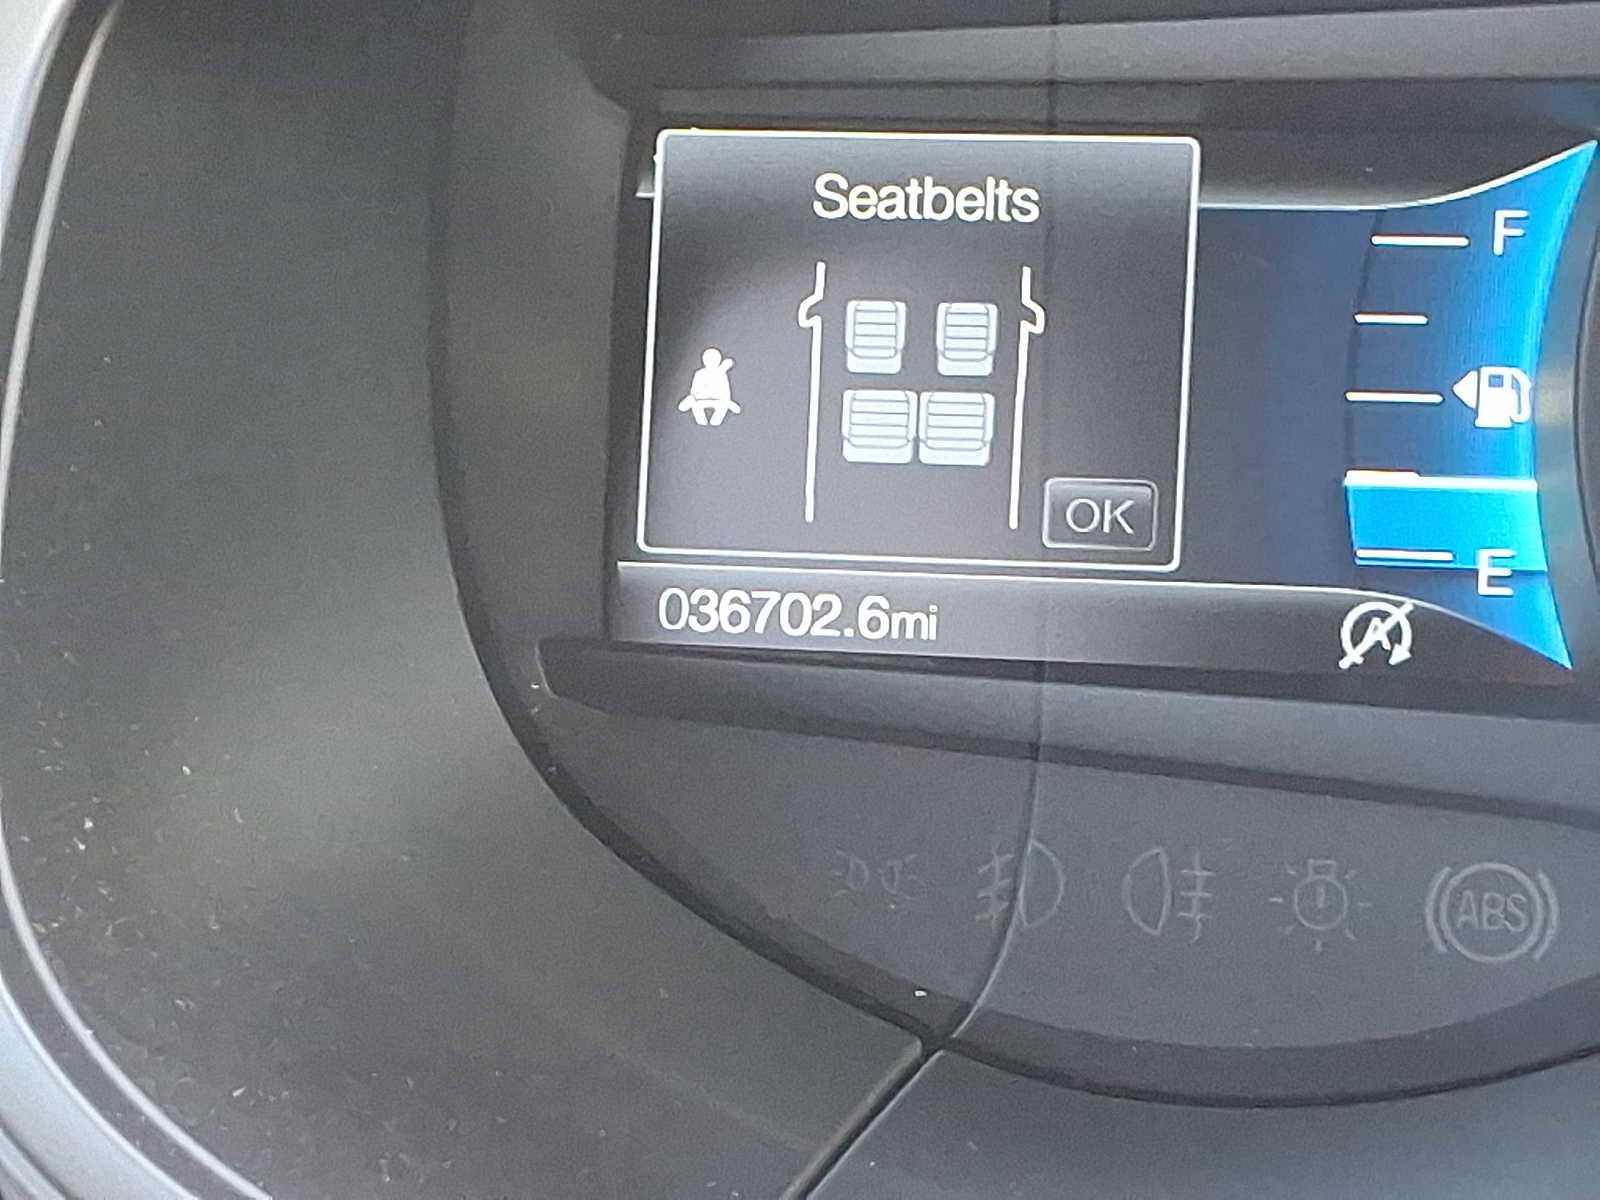 Seatbelts
F
OK
E
036702.6mi
A
ABS